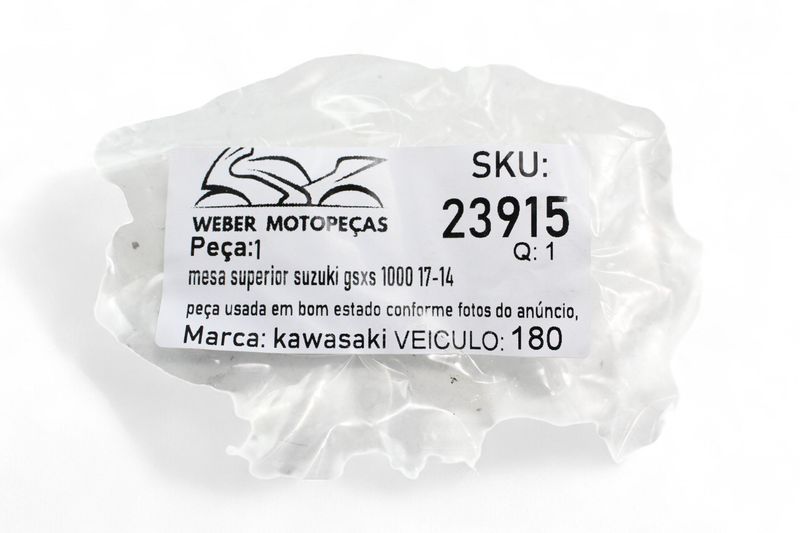 WEBER MOTOPEÇAS
SKU:
23915
Q: 1
Peça:1
mesa superior suzuki gsxs 1000 17-14
peça usada em bom estado conforme fotos do anúncio,
Marca: kawasaki VEICULO: 180